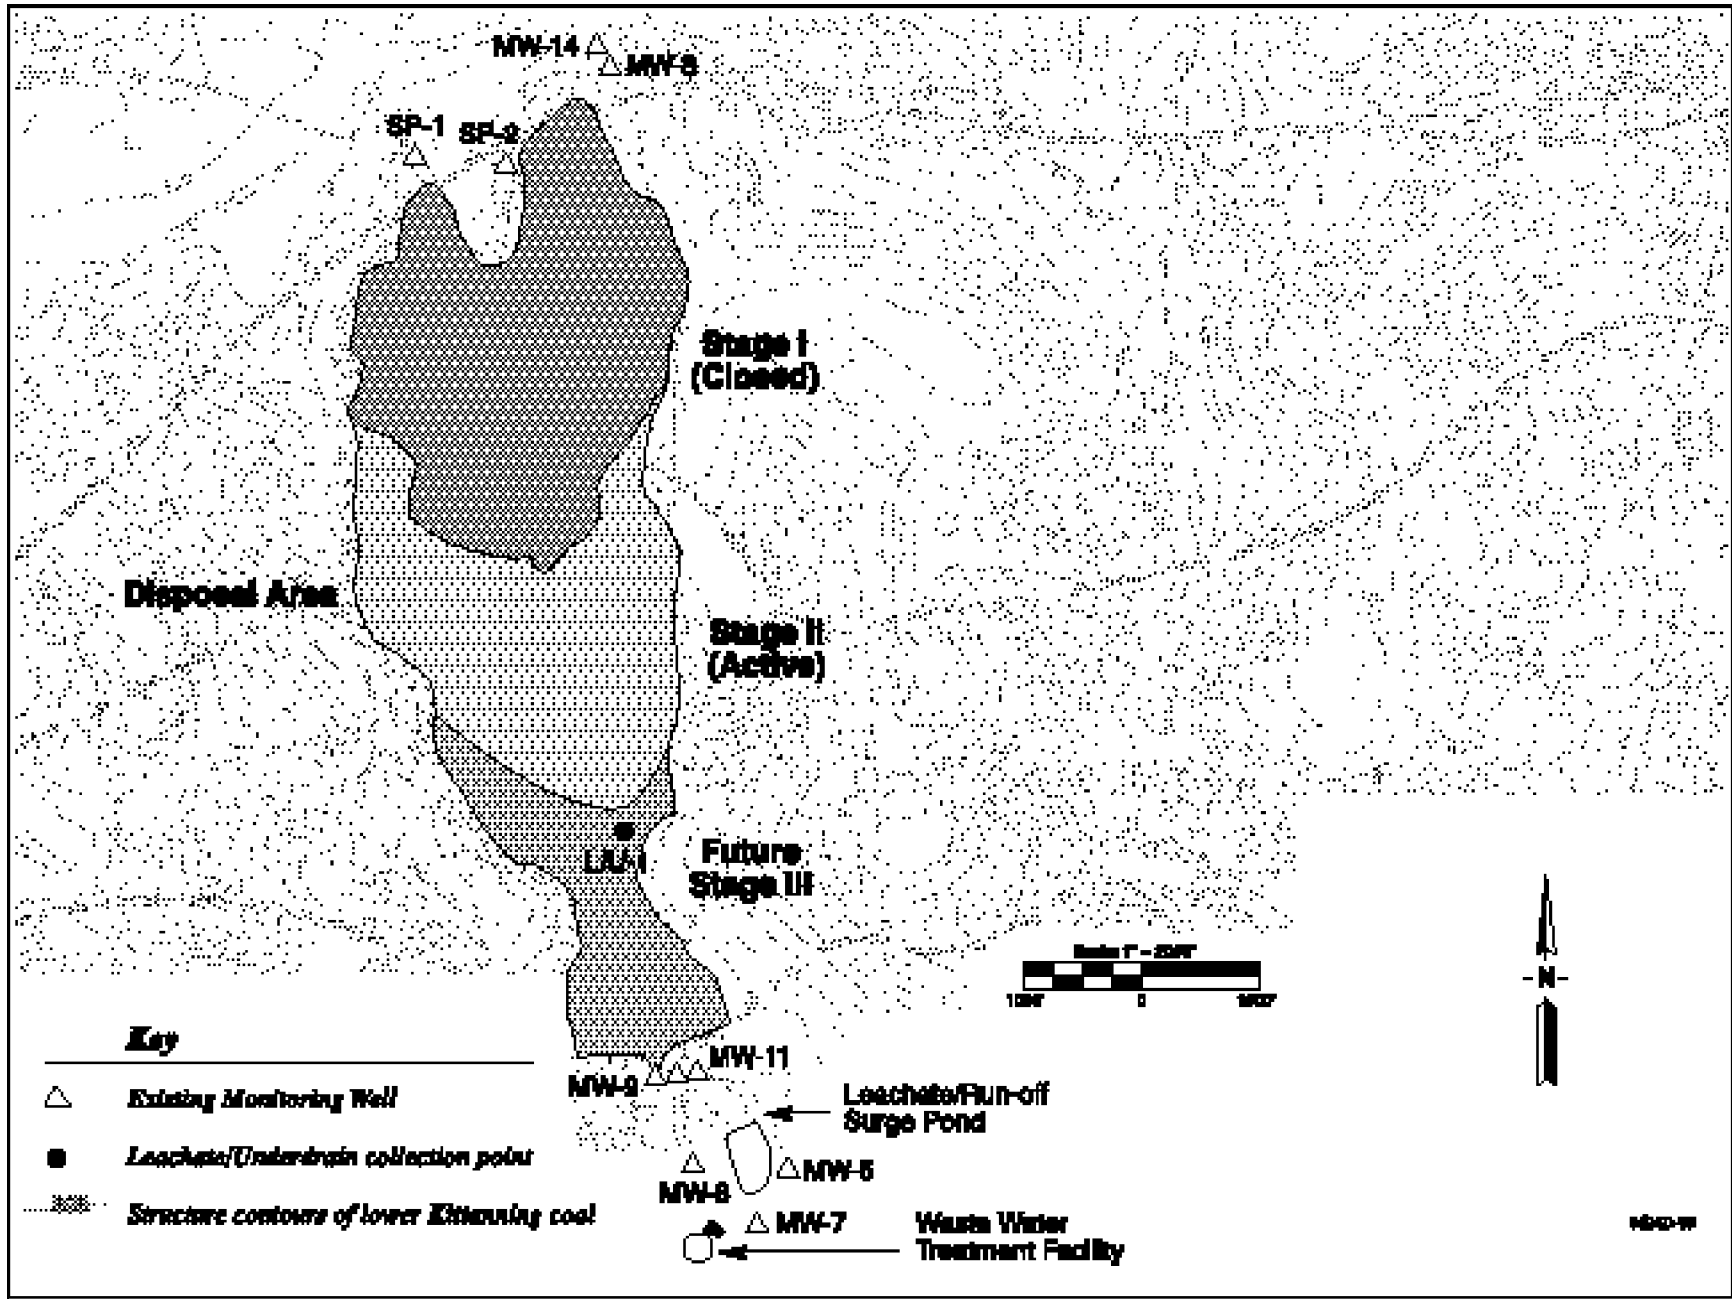 MW-14
MW-8
SP-1
SP-2
Stage I
(Closed)
Disposal Area
Stage II
(Active)
Future
Stage III
N
Key
MW-11
MW-9
Existing Monitoring Well
Leachate/Run-off
Surge Pond
Leachate/Underdrain collection point
MW-5
Structure contours of lower Kittanning coal
MW-7
Waste Water
Treatment Facility